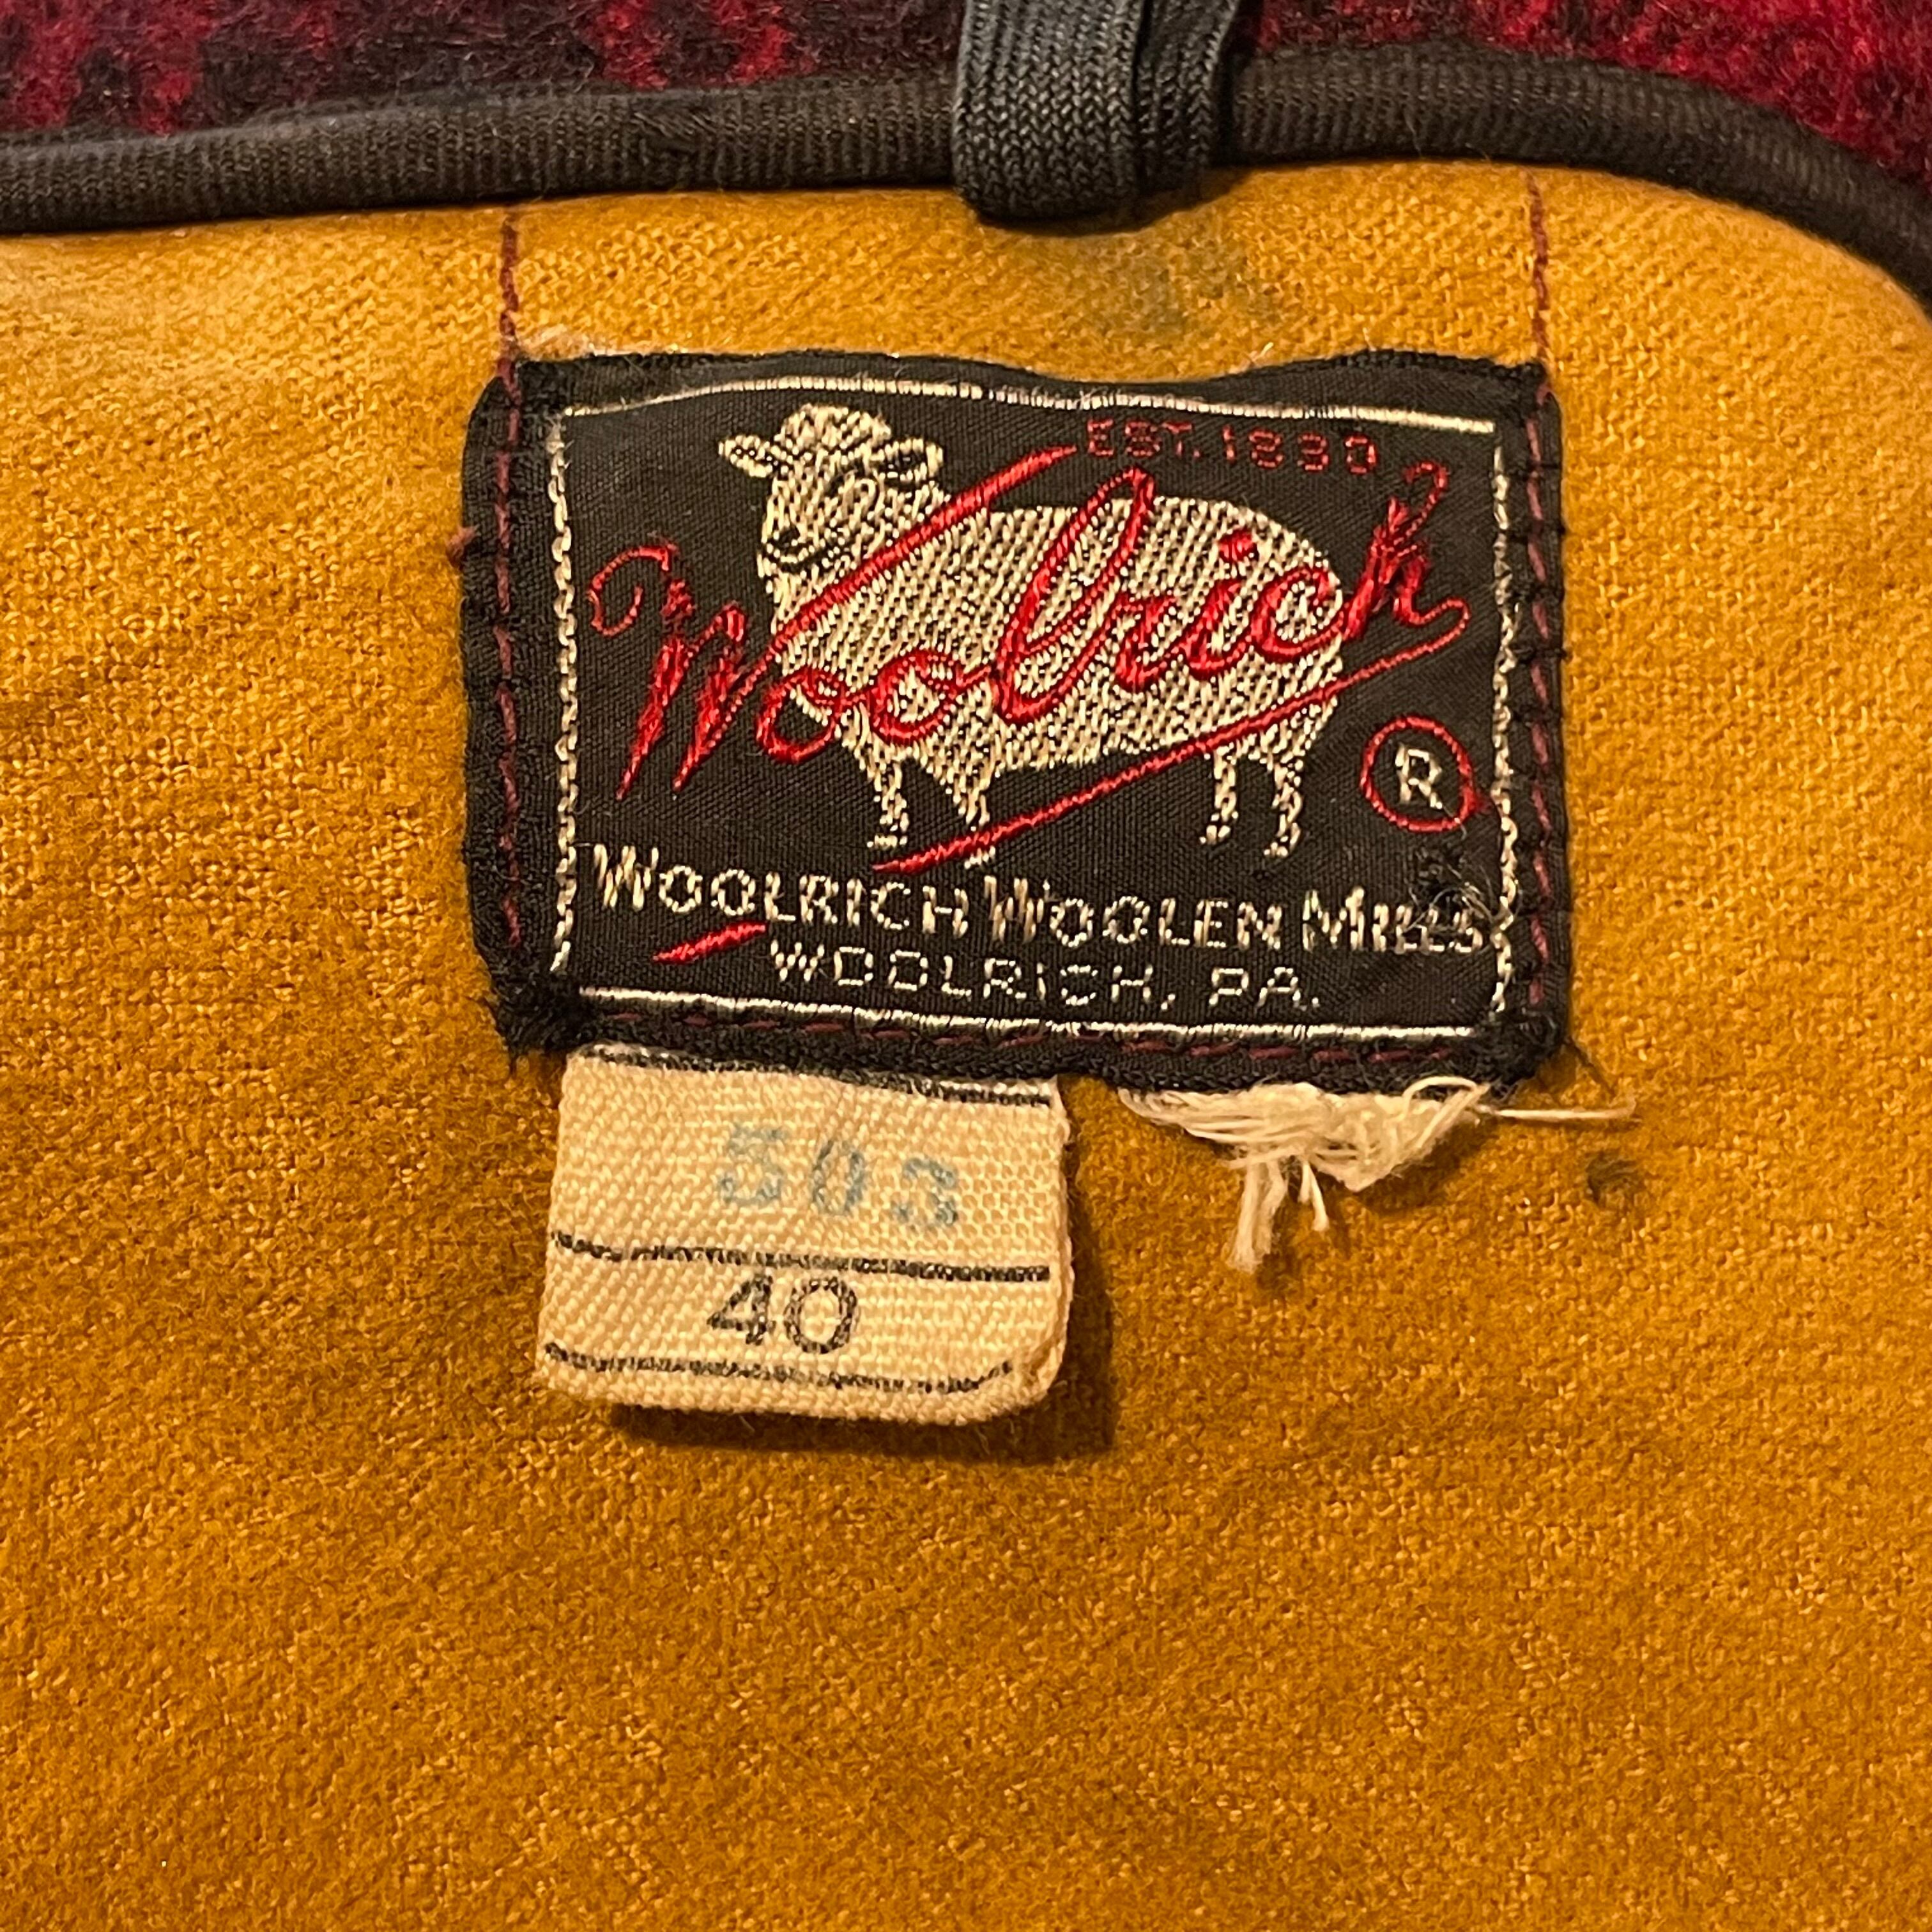 EST. 1830
Woolrich
R
WOOLRICH WOOLEN MILLS
WOOLRICH, PA.
503
40